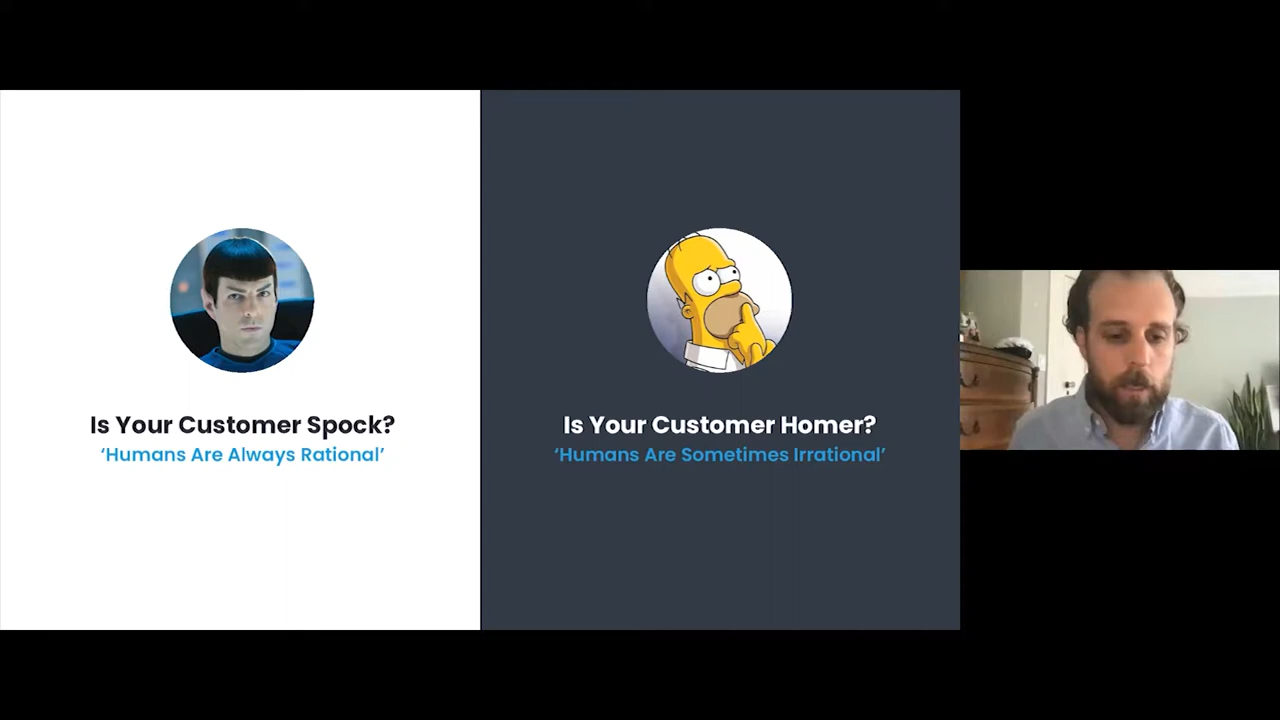 Is Your Customer Spock?
‘Humans Are Always Rational’
Is Your Customer Homer?
‘Humans Are Sometimes Irrational’